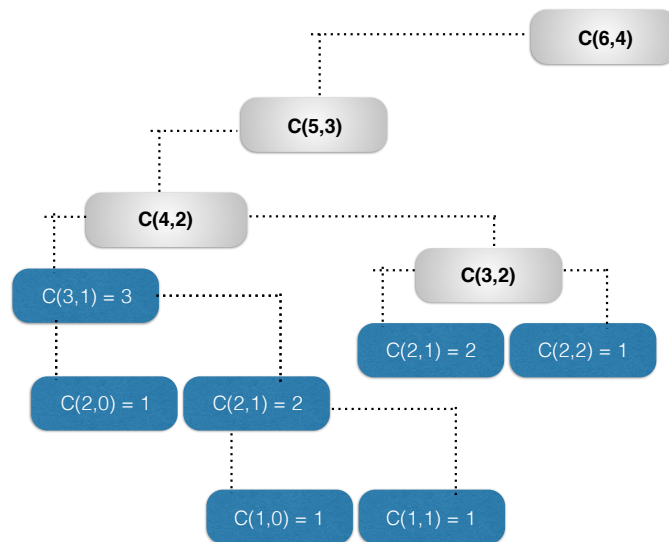 C(6,4)
C(5,3)
C(4,2)
C(3,2)
C(3,1) = 3
C(2,1) = 2
C(2,2) = 1
C(2,0) = 1
C(2,1) = 2
C(1,0) = 1
C(1,1) = 1